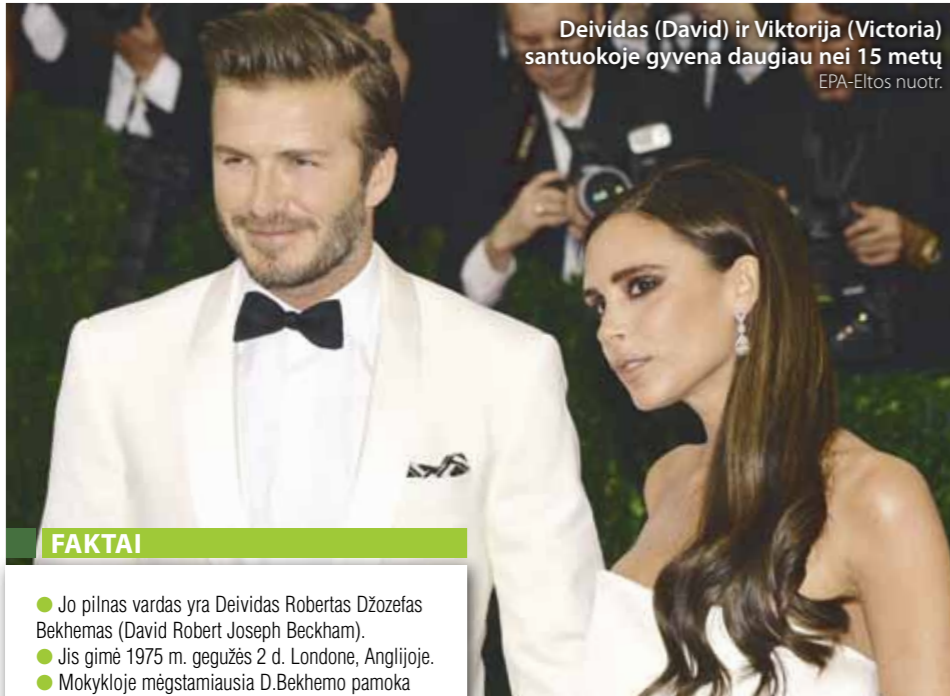 Deividas (David) ir Viktorija (Victoria)
santuokoje gyvena daugiau nei 15 metų
EPA-Eltos nuotr.
FAKTAI
● Jo pilnas vardas yra Deividas Robertas Džozefas
Bekhemas (David Robert Joseph Beckham).
● Jis gimė 1975 m. gegužės 2 d. Londone, Anglijoje.
● Mokykloje mėgstamiausia D.Bekhemo pamoka